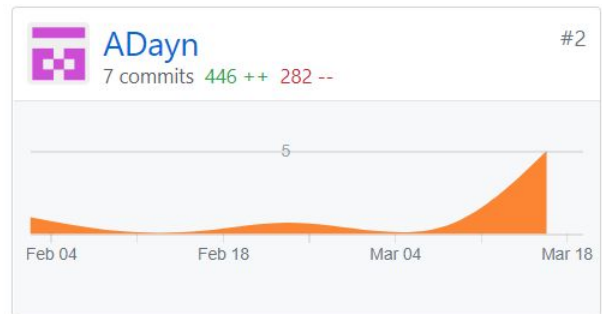 ADayn
#2
7 commits 446 ++ 282 --
5
Feb 04 Feb 18 Mar 04 Mar 18